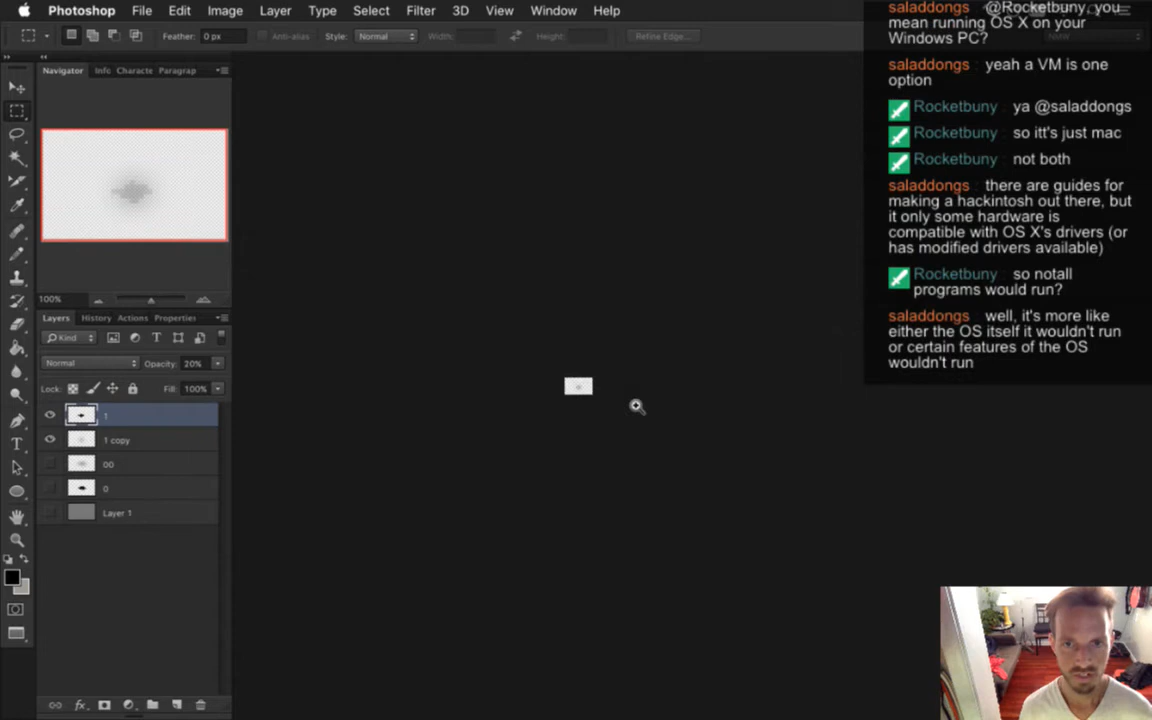 Photoshop File Edit Image Layer Type Select Filter 3D View Window Help
Feather: 0 px Anti-alias Style: Normal Width: Height: Refine Edge...
Navigator Info Characte Paragrap
100%
Layers History Actions Properties
Kind
Normal Opacity: 20%
Lock: Fill: 100%
1
1 copy
00
0
Layer 1
saladdongs : @Rocketbuny, you
mean running OS X on your
Windows PC?
saladdongs : yeah a VM is one
option
Rocketbuny : ya @saladdongs
Rocketbuny : so itt's just mac
Rocketbuny : not both
saladdongs : there are guides for
making a hackintosh out there, but
it only some hardware is
compatible with OS X's drivers (or
has modified drivers available)
Rocketbuny : so notall
programs would run?
saladdongs : well, it's more like
either the OS itself it wouldn't run
or certain features of the OS
wouldn't run